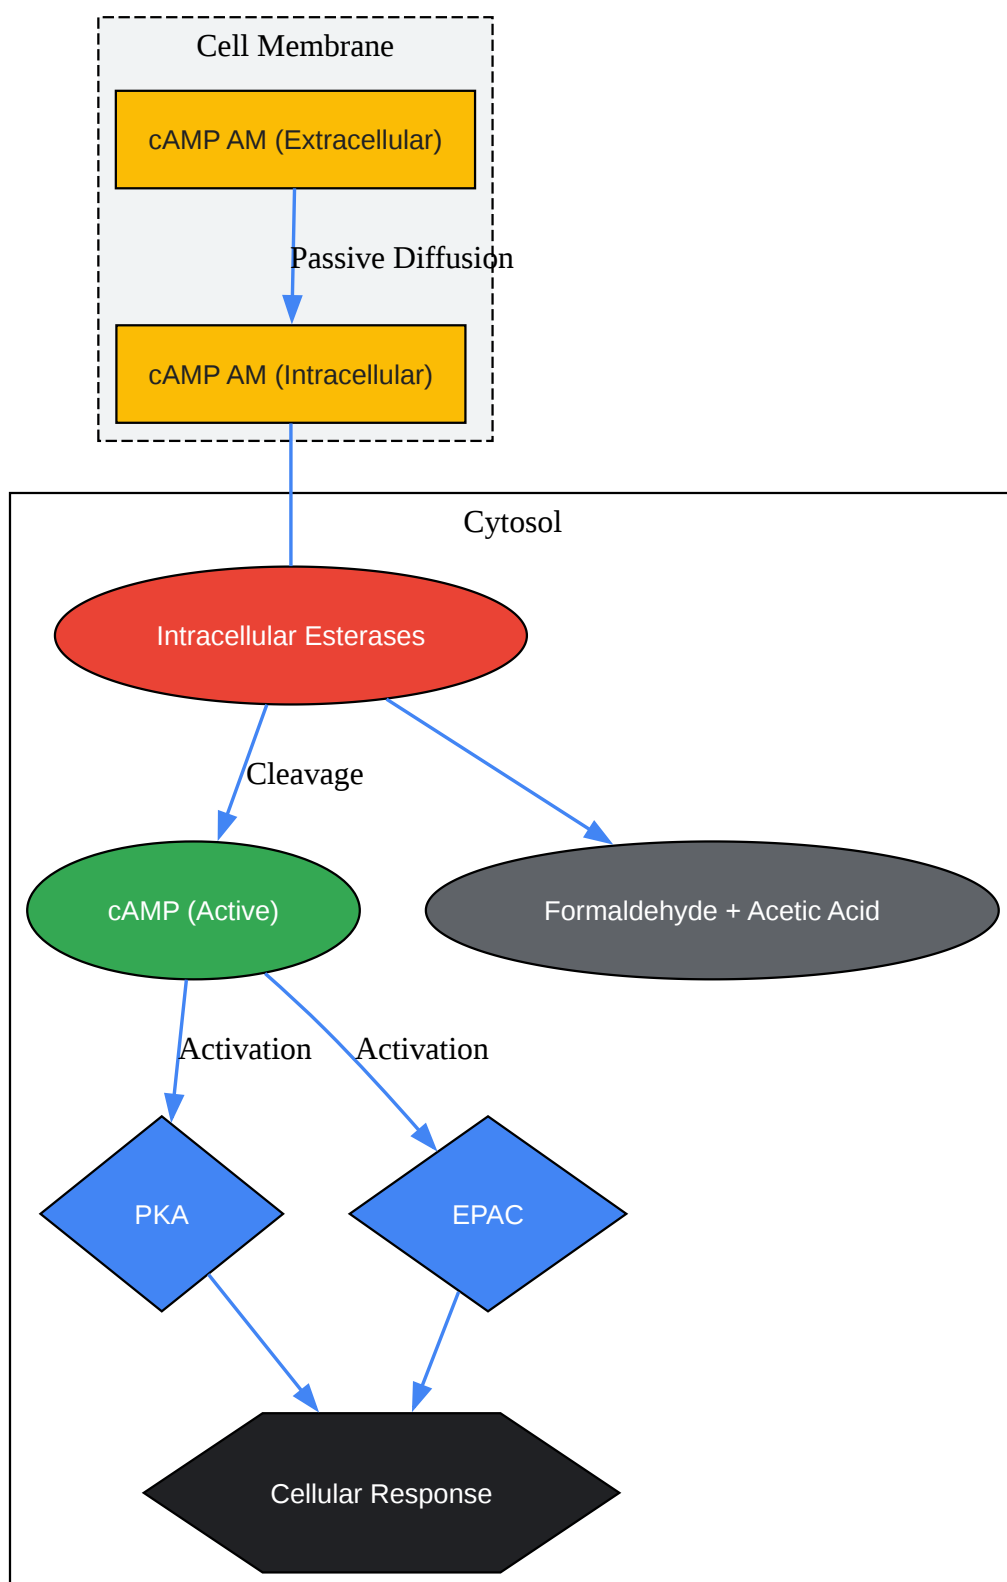 Cell Membrane
cAMP AM (Extracellular)
Passive Diffusion
cAMP AM (Intracellular)
Cytosol
Intracellular Esterases
Cleavage
cAMP (Active)
Formaldehyde + Acetic Acid
Activation
Activation
PKA
EPAC
Cellular Response